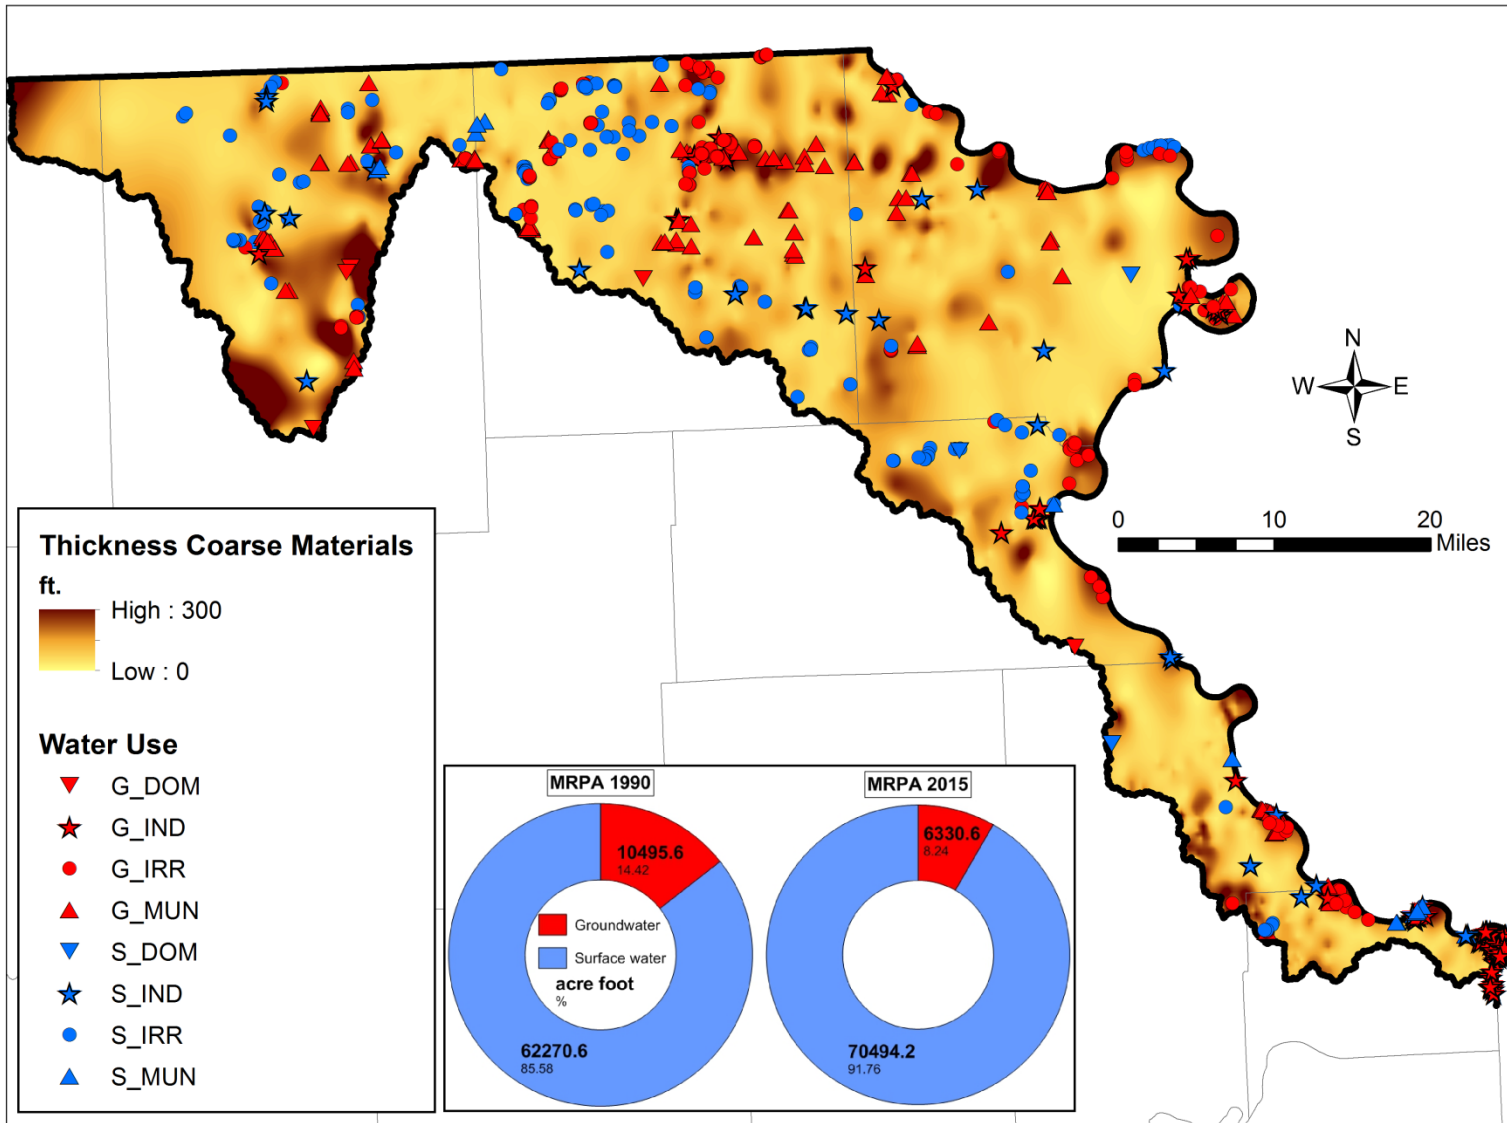 N
W E
S
0 10 20
Miles
Thickness Coarse Materials
ft.
High : 300
Low : 0
Water Use
G_DOM
G_IND
G_IRR
G_MUN
S_DOM
S_IND
S_IRR
S_MUN
MRPA 1990
10495.6
14.42
Groundwater
Surface water
acre foot
%
62270.6
85.58
MRPA 2015
6330.6
8.24
70494.2
91.76